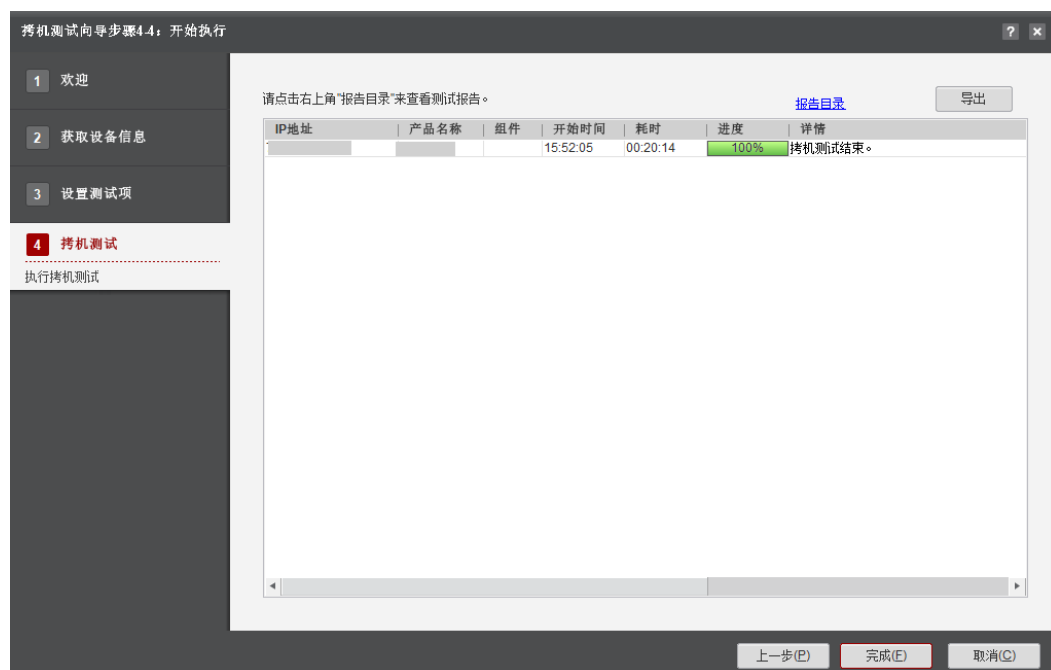 拷机测试向导步骤4-4：开始执行
? ×
1 欢迎
2 获取设备信息
3 设置测试项
4 拷机测试
执行拷机测试
请点击右上角"报告目录"来查看测试报告。
报告目录 导出
IP地址 产品名称 组件 开始时间 耗时 进度 详情
15:52:05 00:20:14 100% 拷机测试结束。
上一步(P) 完成(F) 取消(C)